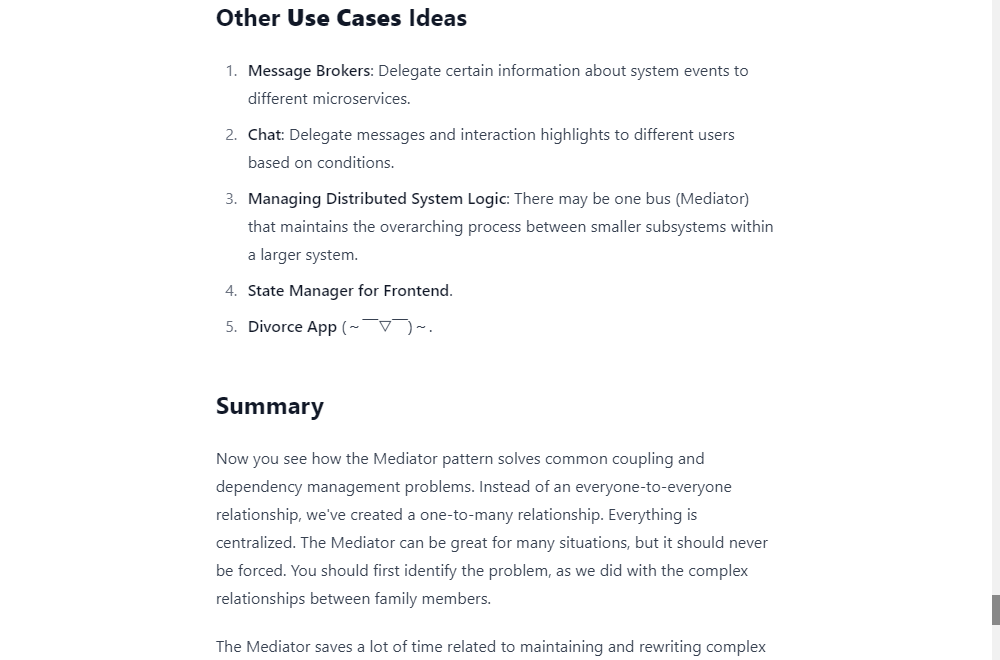 Other Use Cases Ideas
1. Message Brokers: Delegate certain information about system events to
different microservices.
2. Chat: Delegate messages and interaction highlights to different users
based on conditions.
3. Managing Distributed System Logic: There may be one bus (Mediator)
that maintains the overarching process between smaller subsystems within
a larger system.
4. State Manager for Frontend.
5. Divorce App (~￣▽￣)~.
Summary
Now you see how the Mediator pattern solves common coupling and
dependency management problems. Instead of an everyone-to-everyone
relationship, we've created a one-to-many relationship. Everything is
centralized. The Mediator can be great for many situations, but it should never
be forced. You should first identify the problem, as we did with the complex
relationships between family members.
The Mediator saves a lot of time related to maintaining and rewriting complex